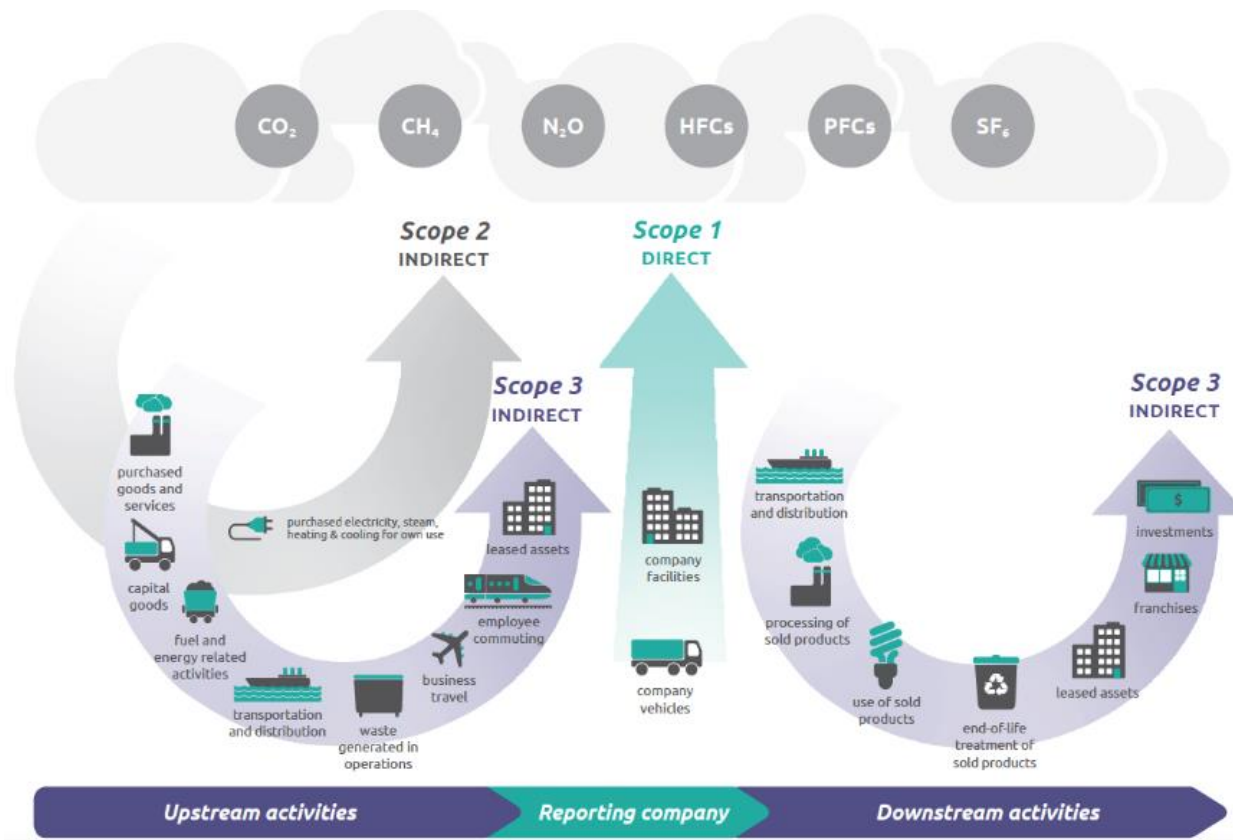 CO₂
CH₄
N₂O
HFCs
PFCs
SF₆
Scope 2
INDIRECT
Scope 1
DIRECT
Scope 3
INDIRECT
Scope 3
INDIRECT
purchased
goods and
services
capital
goods
fuel and
energy related
activities
transportation
and distribution
waste
generated in
operations
business
travel
employee
commuting
leased assets
purchased electricity, steam,
heating & cooling for own use
company
facilities
company
vehicles
transportation
and distribution
processing of
sold products
use of sold
products
end-of-life
treatment of
sold products
leased assets
franchises
$
investments
Upstream activities
Reporting company
Downstream activities